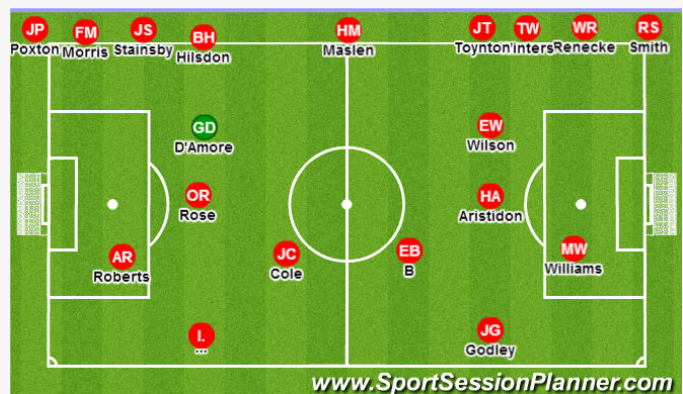 JP FM JS BH HM JT TW WR RS
Poxton Morris Stainsby Hilsdon Maslen Toynton inters Renecke Smith
GD EW
D'Amore Wilson
OR HA
Rose Aristidon
AR JC EB MW
Roberts Cole B Williams
I. JG
... Godley
www.SportSessionPlanner.com